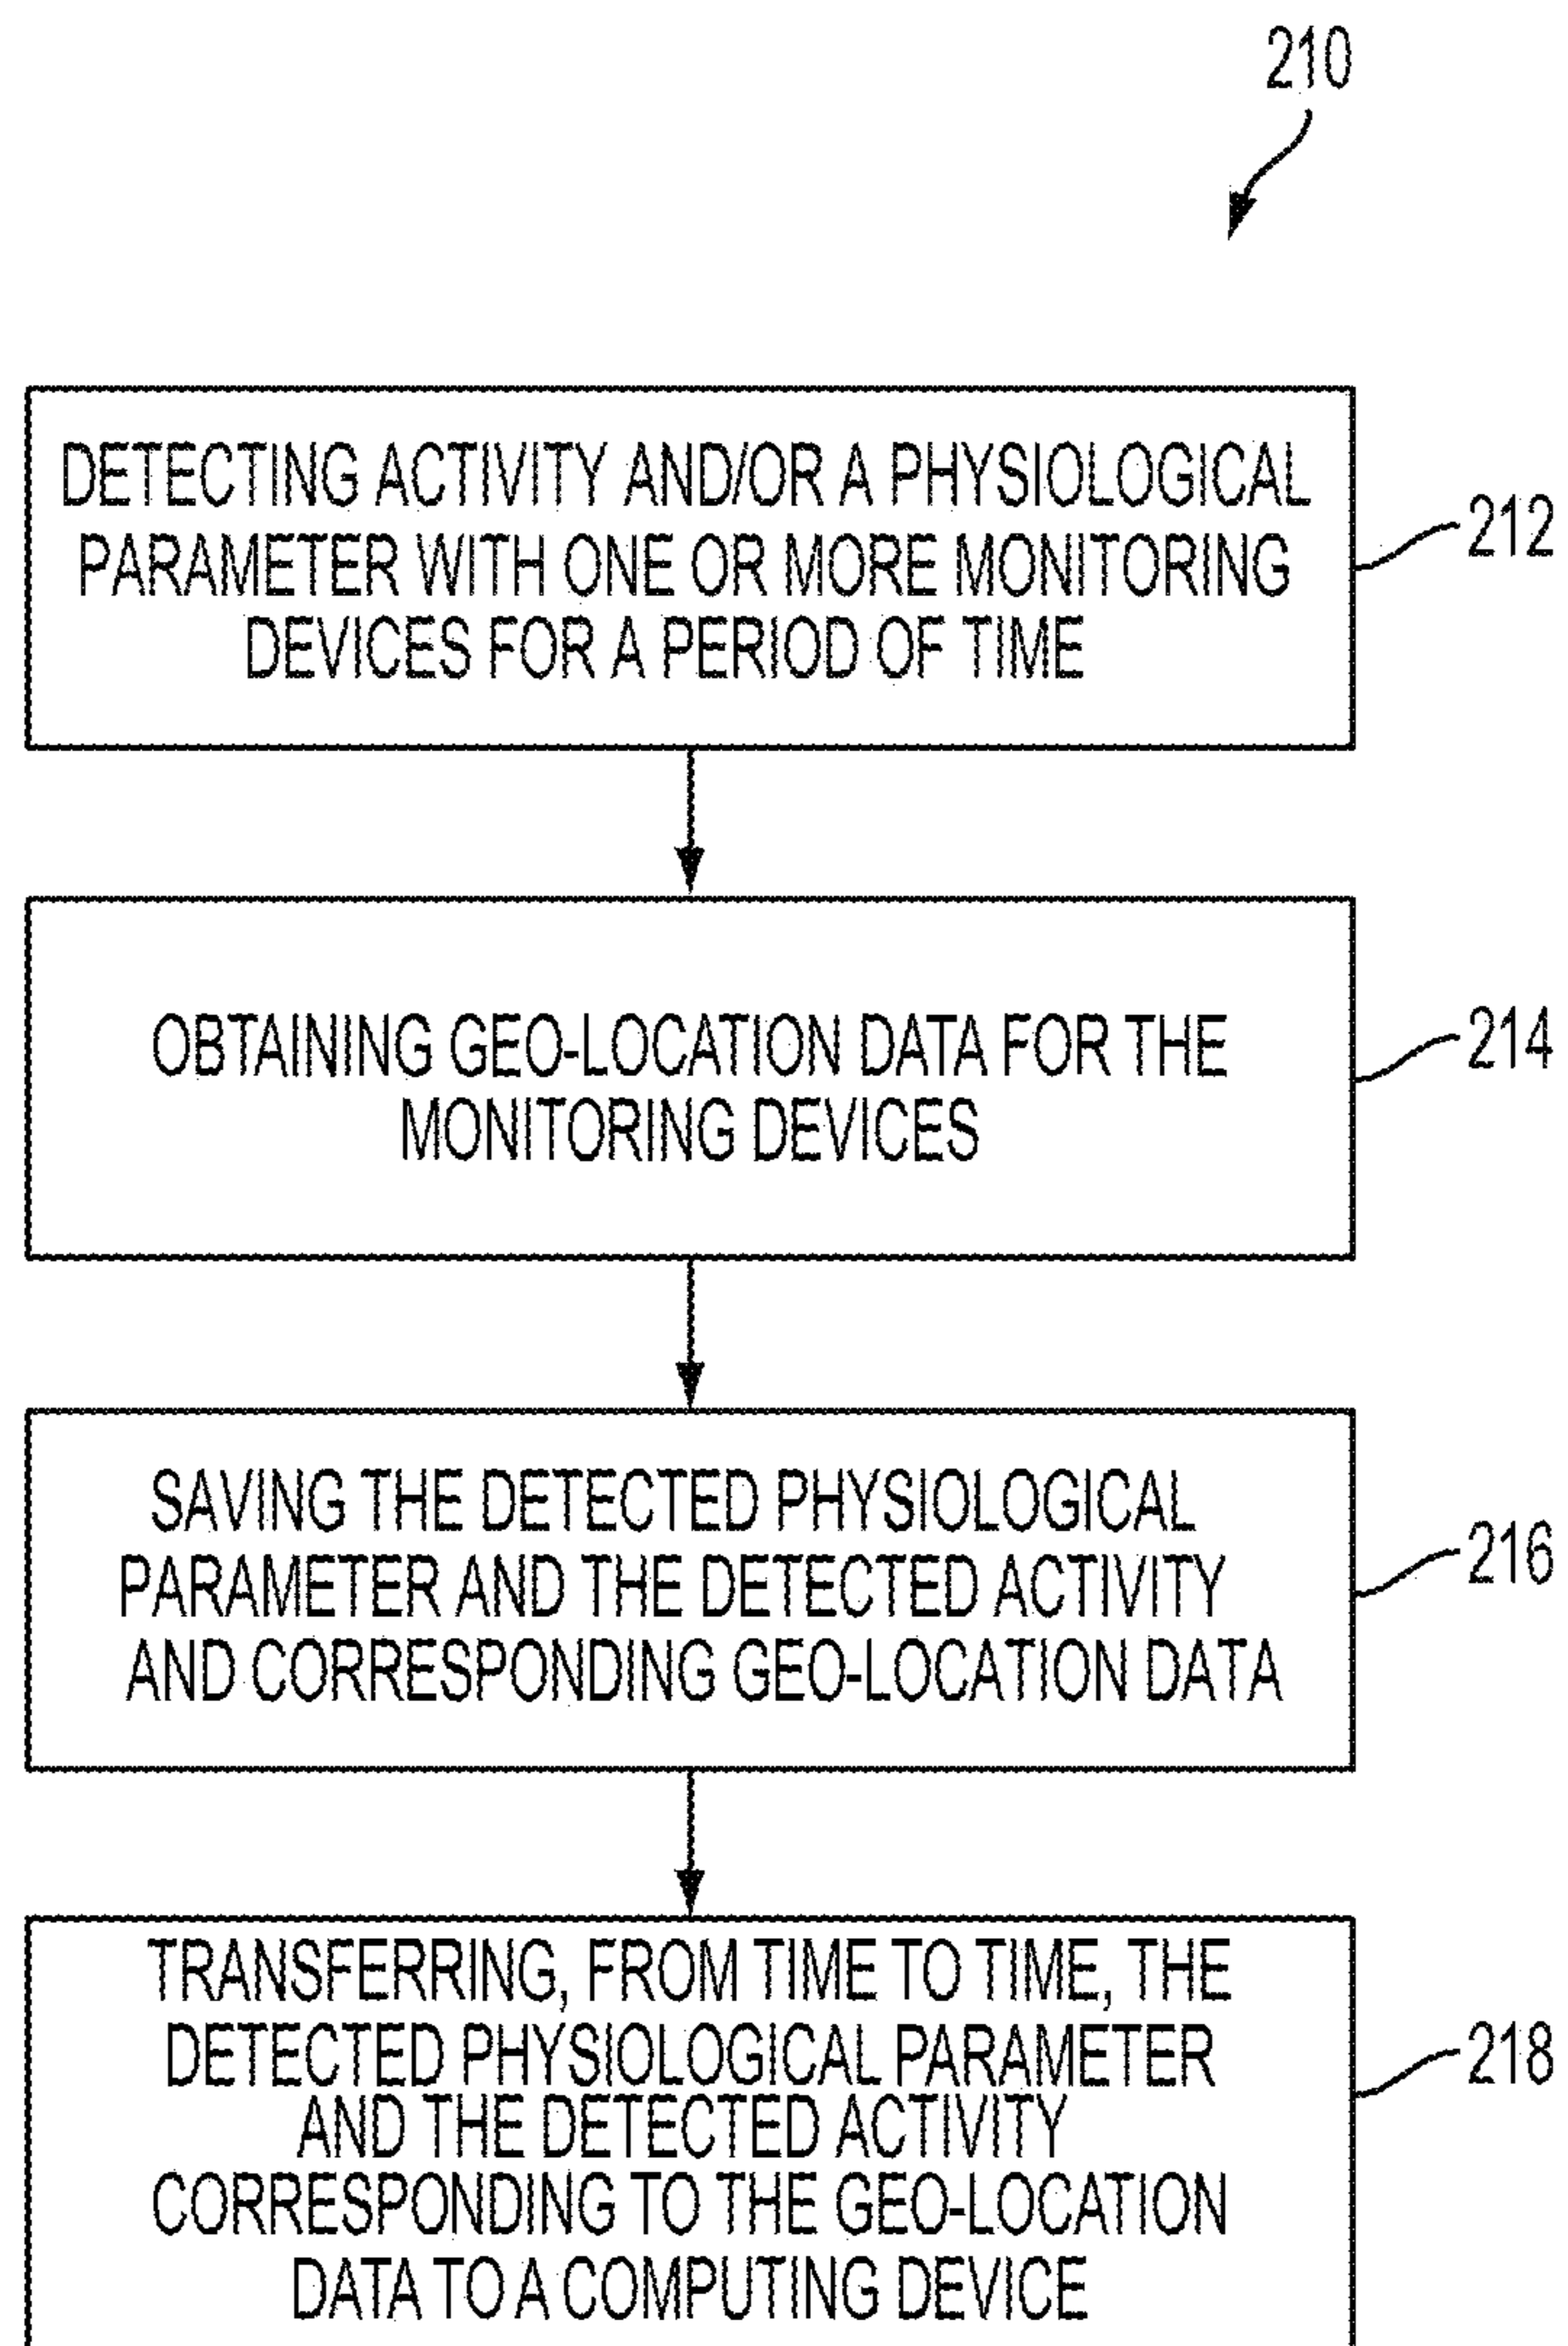 210
DETECTING ACTIVITY AND/OR A PHYSIOLOGICAL
PARAMETER WITH ONE OR MORE MONITORING
DEVICES FOR A PERIOD OF TIME
212
OBTAINING GEO-LOCATION DATA FOR THE
MONITORING DEVICES
214
SAVING THE DETECTED PHYSIOLOGICAL
PARAMETER AND THE DETECTED ACTIVITY
AND CORRESPONDING GEO-LOCATION DATA
216
TRANSFERRING, FROM TIME TO TIME, THE
DETECTED PHYSIOLOGICAL PARAMETER
AND THE DETECTED ACTIVITY
CORRESPONDING TO THE GEO-LOCATION
DATA TO A COMPUTING DEVICE
218